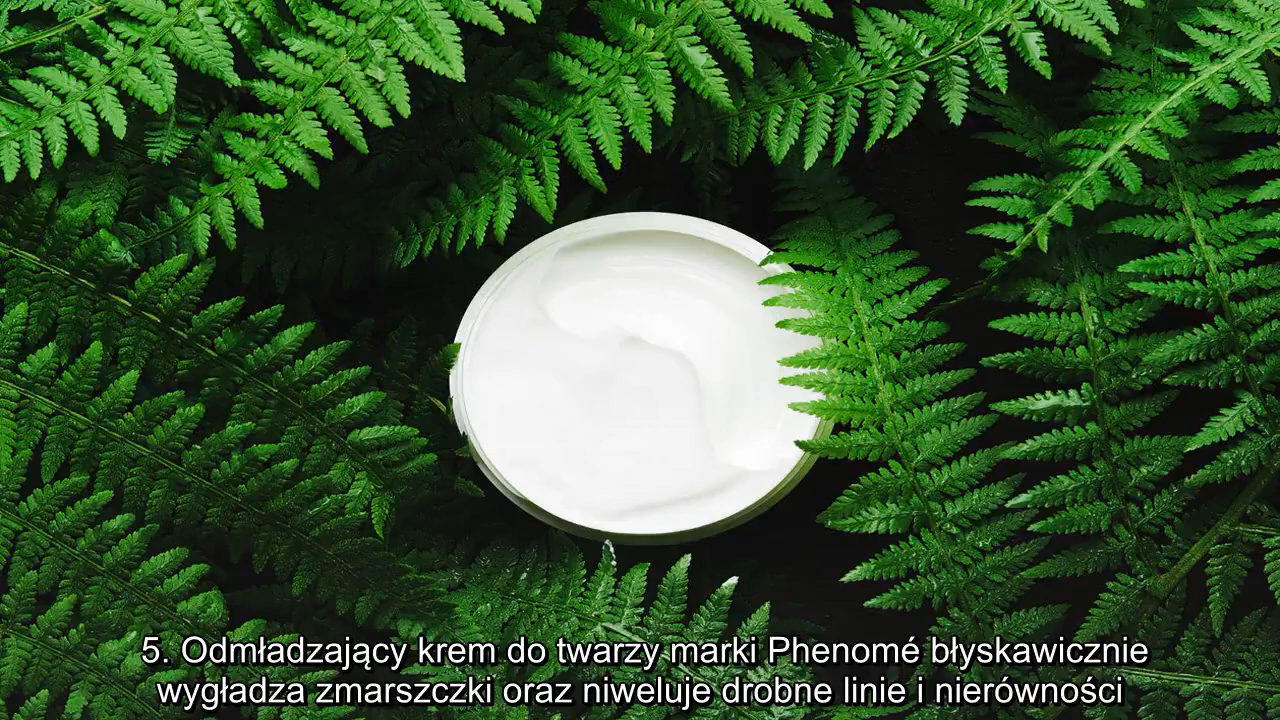 5. Odmładzający krem do twarzy marki Phenomé błyskawicznie
wygładza zmarszczki oraz niweluje drobne linie i nierówności